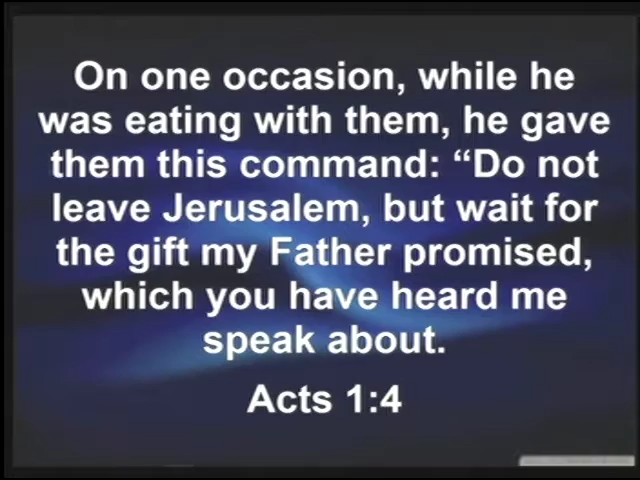 On one occasion, while he
was eating with them, he gave
them this command: “Do not
leave Jerusalem, but wait for
the gift my Father promised,
which you have heard me
speak about.
Acts 1:4